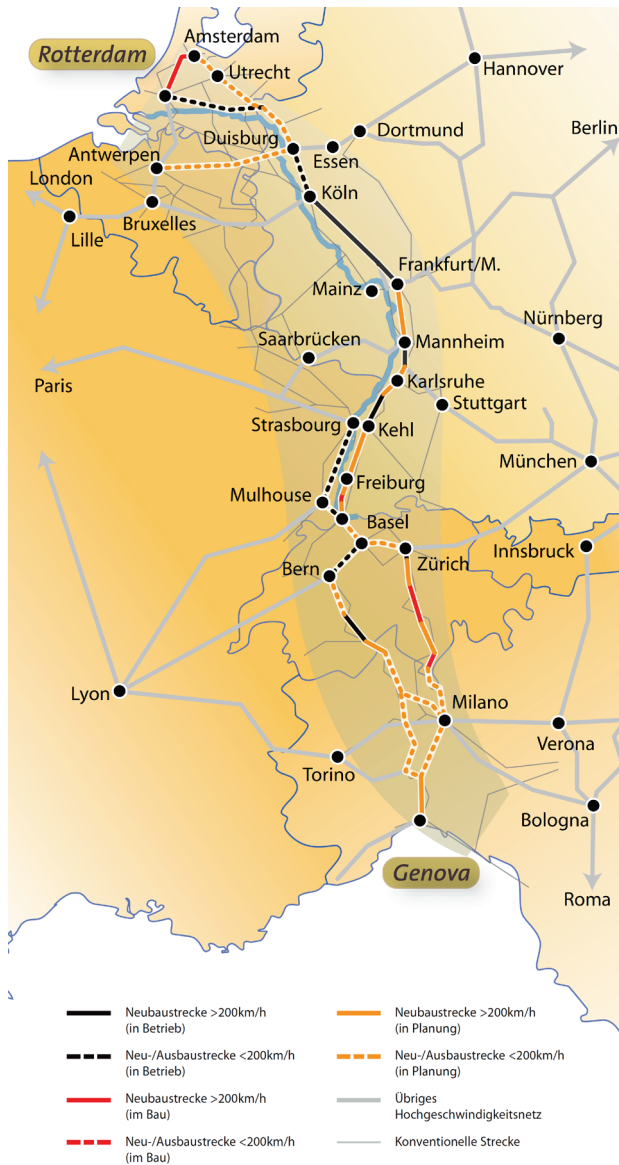 Amsterdam
Rotterdam
Utrecht
Hannover
Duisburg
Dortmund
Berlin
Essen
Antwerpen
London
Köln
Bruxelles
Lille
Frankfurt/M.
Mainz
Nürnberg
Saarbrücken
Mannheim
Paris
Karlsruhe
Stuttgart
Strasbourg
Kehl
München
Freiburg
Mulhouse
Basel
Innsbruck
Zürich
Bern
Lyon
Milano
Verona
Torino
Bologna
Genova
Roma
Neubaustrecke >200km/h
(in Betrieb)
Neu-/Ausbaustrecke <200km/h
(in Betrieb)
Neubaustrecke >200km/h
(im Bau)
Neu-/Ausbaustrecke <200km/h
(im Bau)
Neubaustrecke >200km/h
(in Planung)
Neu-/Ausbaustrecke <200km/h
(in Planung)
Übriges
Hochgeschwindigkeitsnetz
Konventionelle Strecke